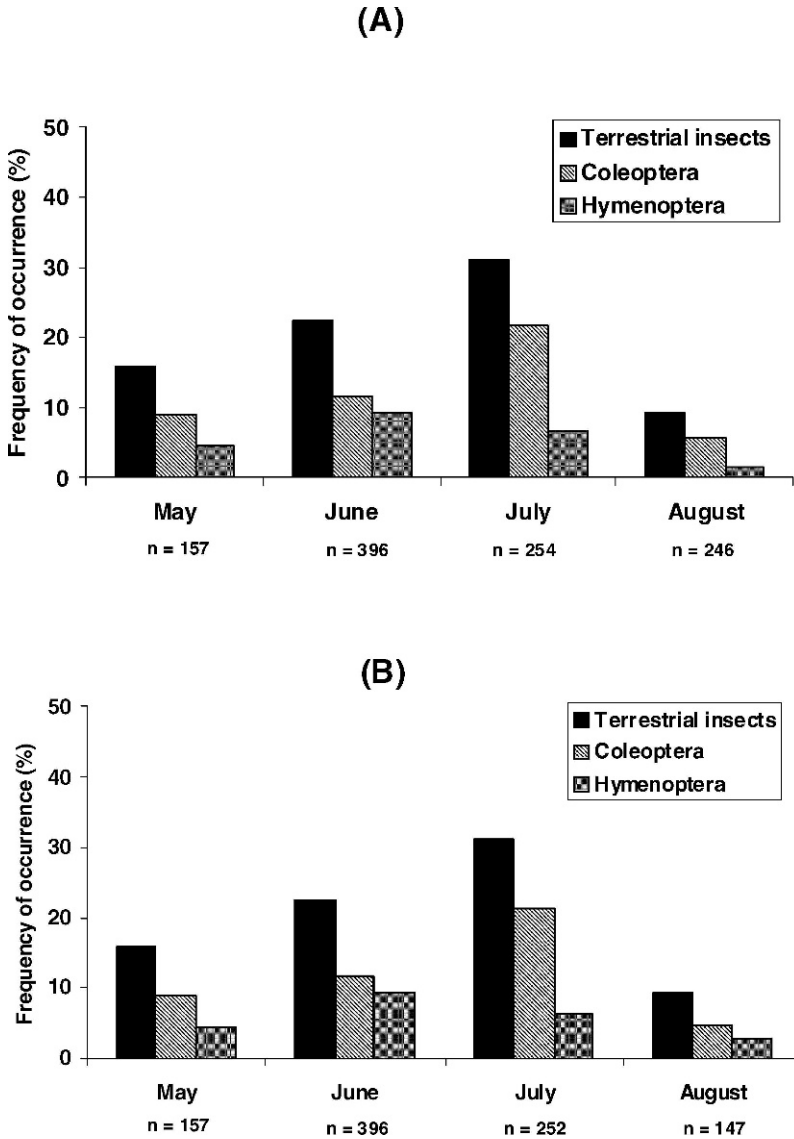 (A)
50
40
30
20
10
0
Frequency of occurrence (%)
Terrestrial insects
Coleoptera
Hymenoptera
May June July August
n = 157 n = 396 n = 254 n = 246
(B)
50
40
30
20
10
0
Frequency of occurrence (%)
Terrestrial insects
Coleoptera
Hymenoptera
May June July August
n = 157 n = 396 n = 252 n = 147